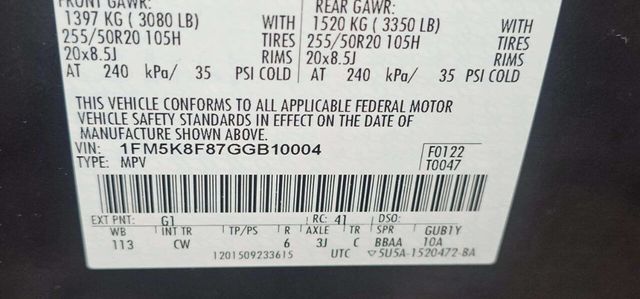 FRONT GAWR: REAR GAWR:
1397 KG ( 3080 LB) WITH 1520 KG ( 3350 LB) WITH
255/50R20 105H TIRES 255/50R20 105H TIRES
20x8.5J RIMS 20x8.5J RIMS
AT 240 kPa/ 35 PSI COLD AT 240 kPa/ 35 PSI COLD
THIS VEHICLE CONFORMS TO ALL APPLICABLE FEDERAL MOTOR
VEHICLE SAFETY STANDARDS IN EFFECT ON THE DATE OF
MANUFACTURE SHOWN ABOVE.
VIN: 1FM5K8F87GGB10004 F0122
TYPE: MPV T0047
EXT PNT: G1 RC: 41 DSO:
WB INT TR TP/PS R AXLE TR SPR GUB1Y
113 CW 6 3J C BBAA 10A
1201509233615 UTC ▽5U5A-1520472-BA